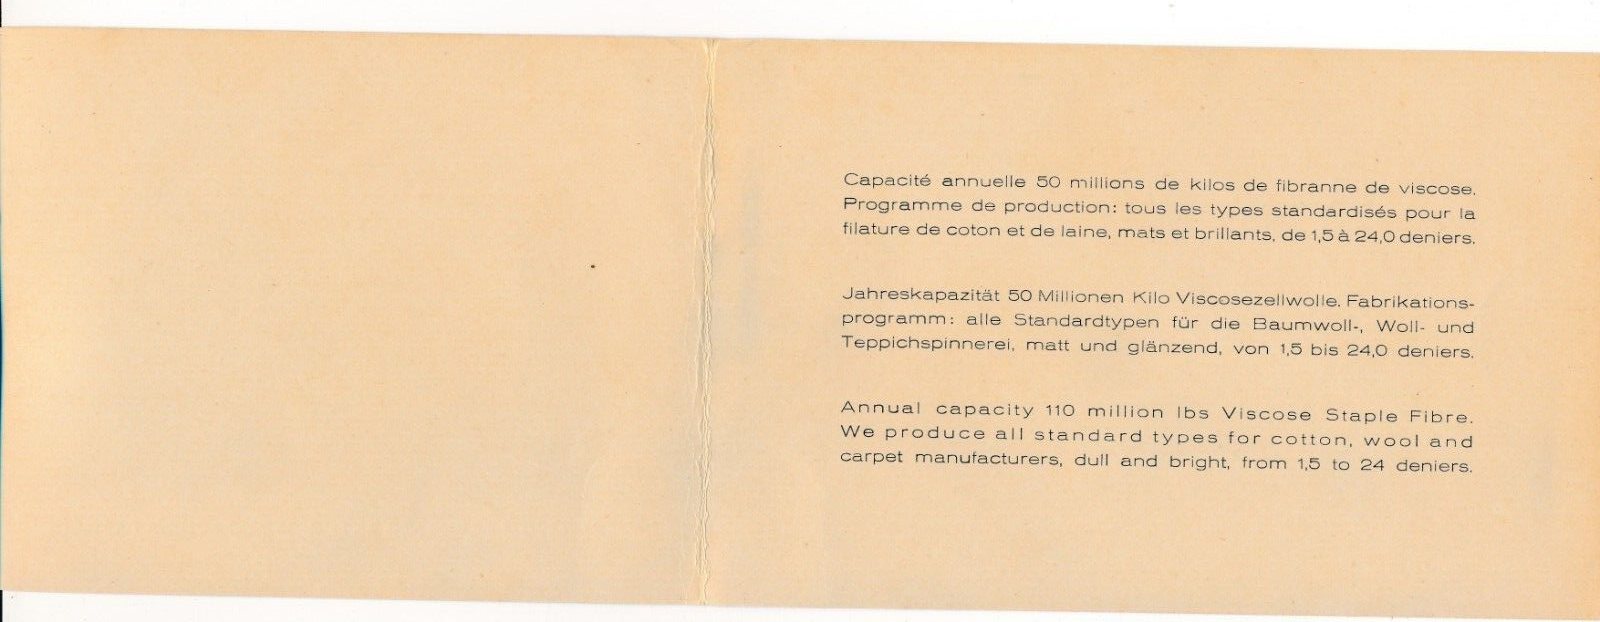 Capacité annuelle 50 millions de kilos de fibranne de viscose.
Programme de production: tous les types standardisés pour la
filature de coton et de laine, mats et brillants, de 1,5 à 24,0 deniers.
Jahreskapazität 50 Millionen Kilo Viscosezellwolle. Fabrikations-
programm: alle Standardtypen für die Baumwoll-, Woll- und
Teppichspinnerei, matt und glänzend, von 1,5 bis 24,0 deniers.
Annual capacity 110 million lbs Viscose Staple Fibre.
We produce all standard types for cotton, wool and
carpet manufacturers, dull and bright, from 1,5 to 24 deniers.